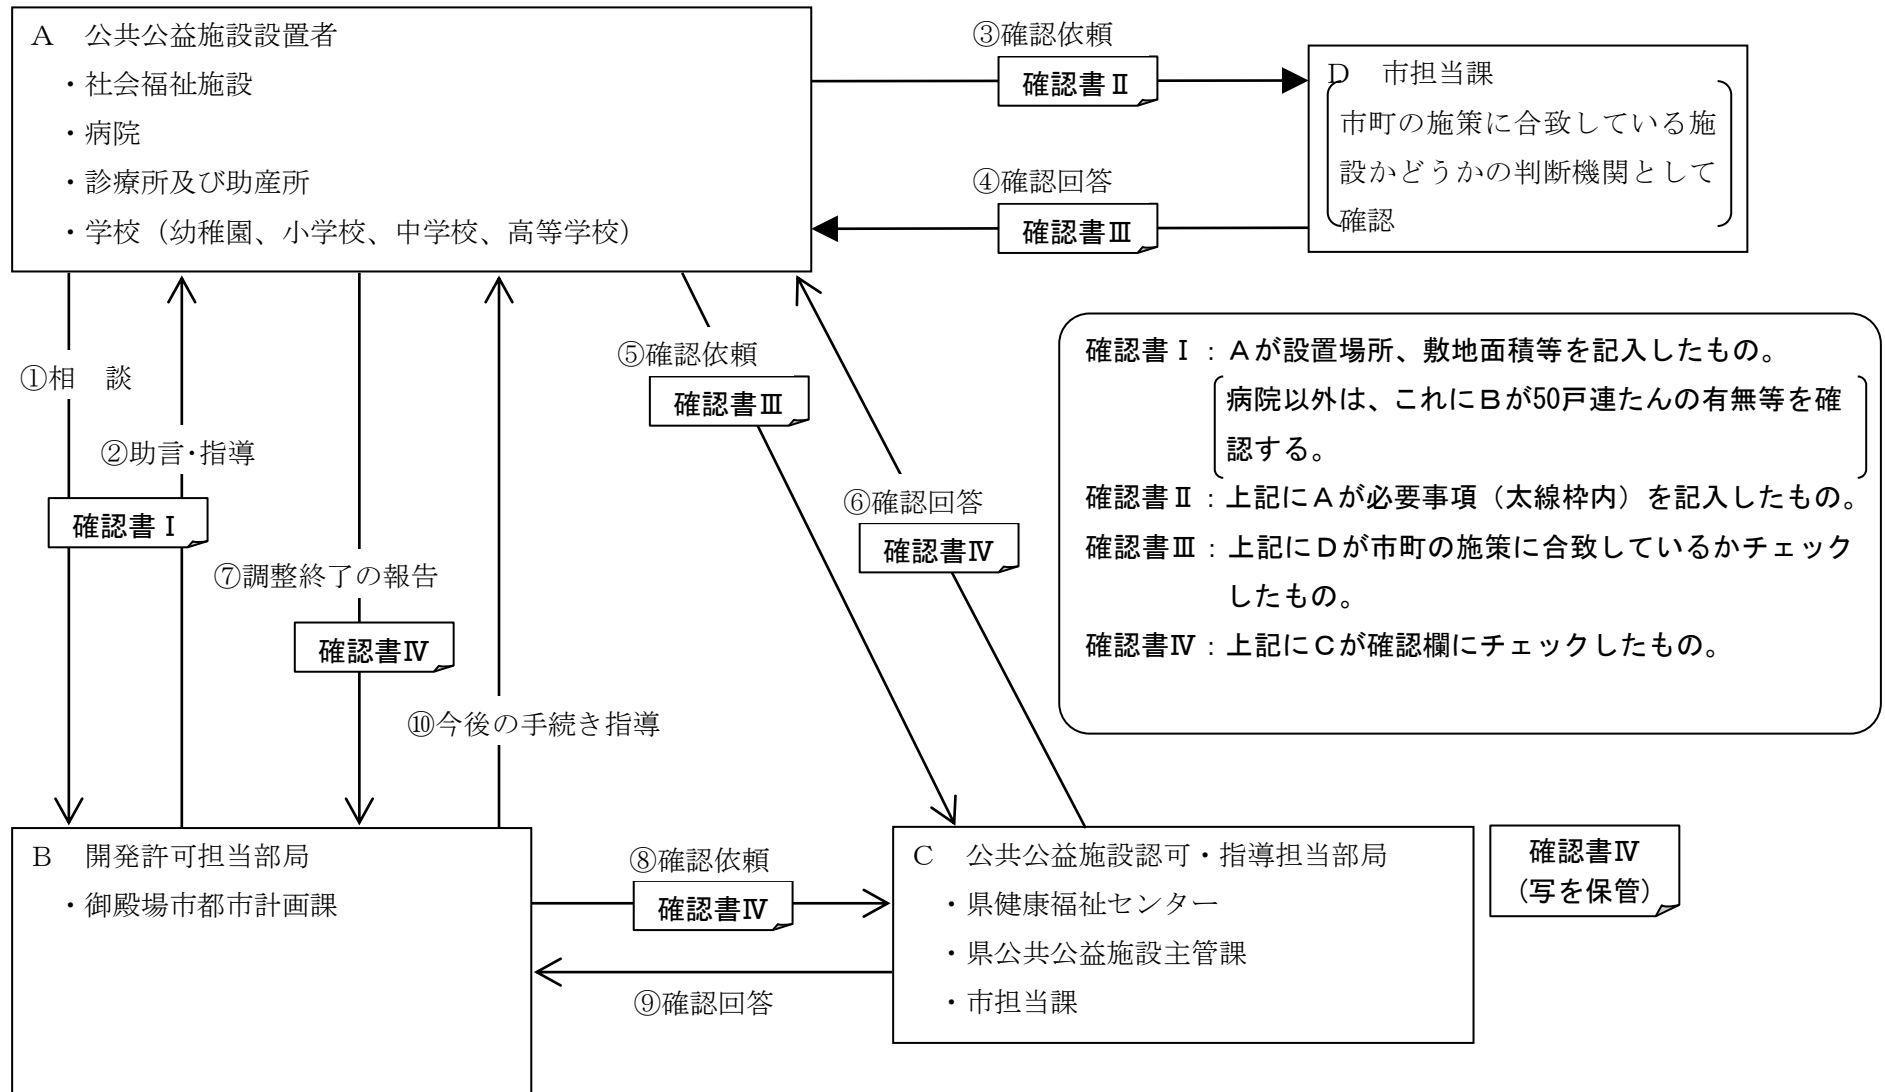 A　公共公益施設設置者
・社会福祉施設
・病院
・診療所及び助産所
・学校（幼稚園、小学校、中学校、高等学校）
③確認依頼
確認書Ⅱ
④確認回答
確認書Ⅲ
D　市担当課
市町の施策に合致している施
設かどうかの判断機関として
確認
①相　談
②助言･指導
確認書Ⅰ
⑦調整終了の報告
確認書Ⅳ
⑩今後の手続き指導
⑤確認依頼
確認書Ⅲ
⑥確認回答
確認書Ⅳ
確認書Ⅰ：Ａが設置場所、敷地面積等を記入したもの。
病院以外は、これにＢが50戸連たんの有無等を確
認する。
確認書Ⅱ：上記にＡが必要事項（太線枠内）を記入したもの。
確認書Ⅲ：上記にＤが市町の施策に合致しているかチェック
したもの。
確認書Ⅳ：上記にＣが確認欄にチェックしたもの。
B　開発許可担当部局
・御殿場市都市計画課
⑧確認依頼
確認書Ⅳ
⑨確認回答
C　公共公益施設認可・指導担当部局
・県健康福祉センター
・県公共公益施設主管課
・市担当課
確認書Ⅳ
（写を保管）